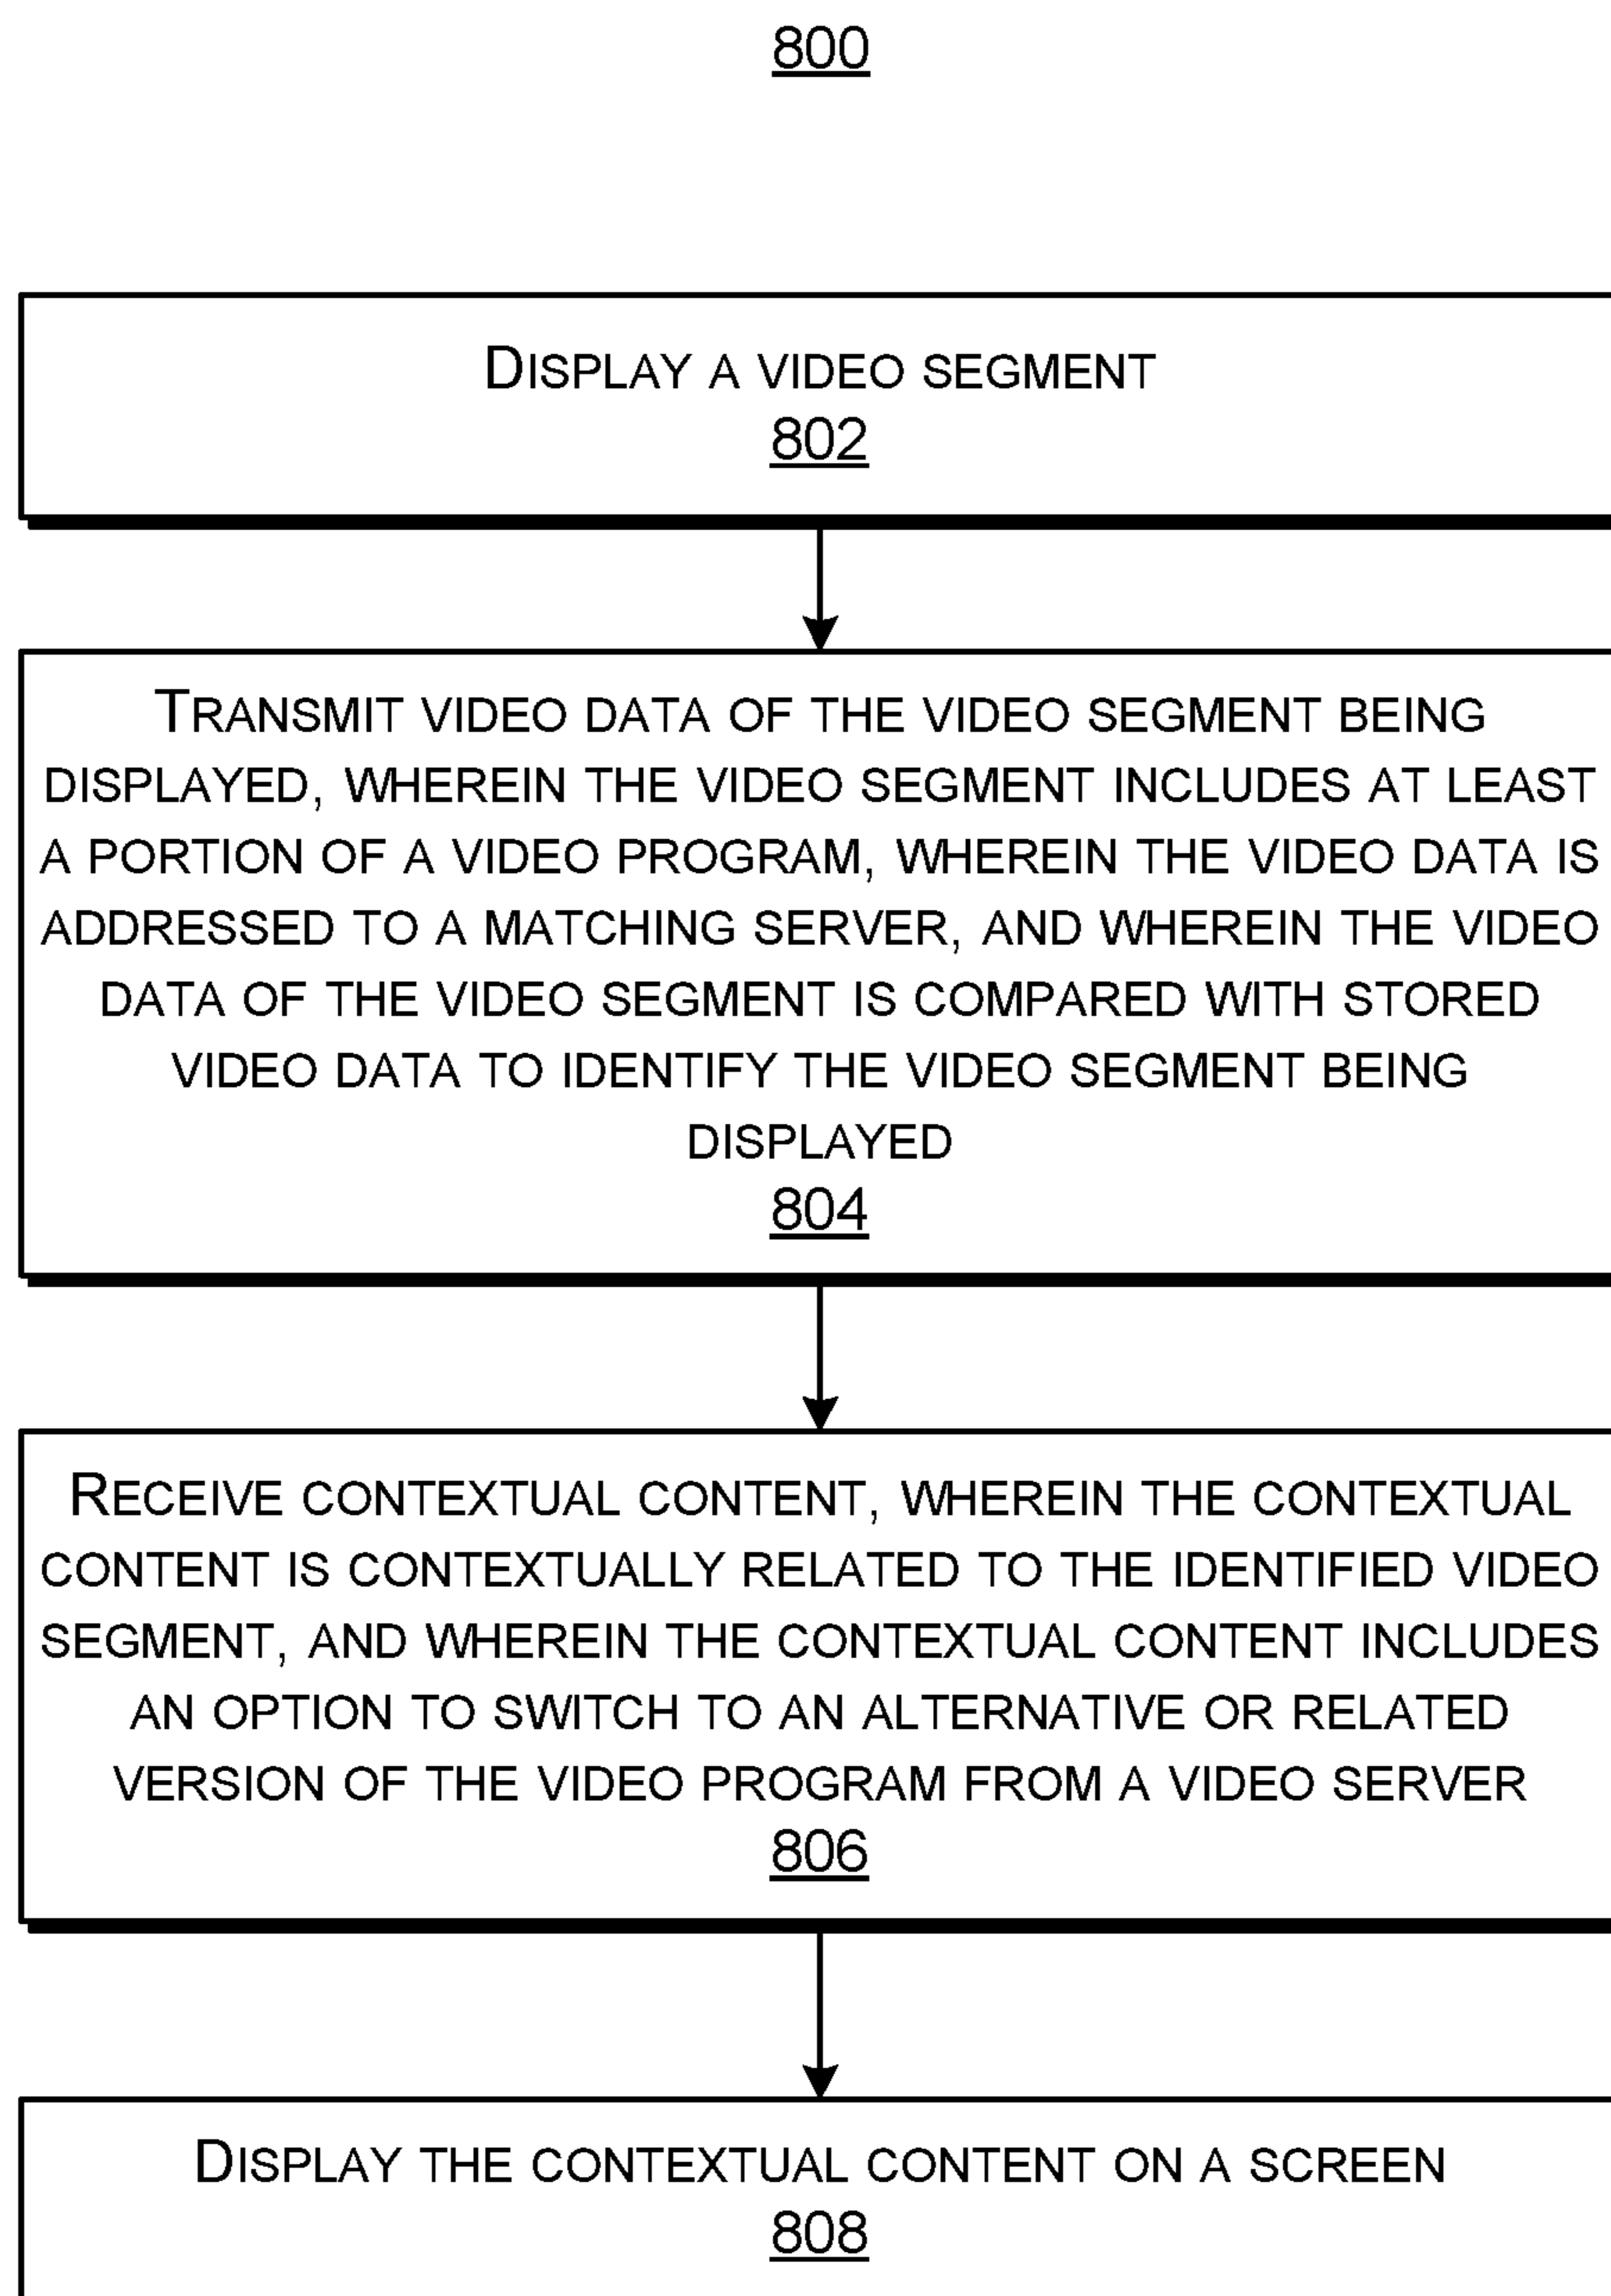 800
DISPLAY A VIDEO SEGMENT
802
TRANSMIT VIDEO DATA OF THE VIDEO SEGMENT BEING
DISPLAYED, WHEREIN THE VIDEO SEGMENT INCLUDES AT LEAST
A PORTION OF A VIDEO PROGRAM, WHEREIN THE VIDEO DATA IS
ADDRESSED TO A MATCHING SERVER, AND WHEREIN THE VIDEO
DATA OF THE VIDEO SEGMENT IS COMPARED WITH STORED
VIDEO DATA TO IDENTIFY THE VIDEO SEGMENT BEING
DISPLAYED
804
RECEIVE CONTEXTUAL CONTENT, WHEREIN THE CONTEXTUAL
CONTENT IS CONTEXTUALLY RELATED TO THE IDENTIFIED VIDEO
SEGMENT, AND WHEREIN THE CONTEXTUAL CONTENT INCLUDES
AN OPTION TO SWITCH TO AN ALTERNATIVE OR RELATED
VERSION OF THE VIDEO PROGRAM FROM A VIDEO SERVER
806
DISPLAY THE CONTEXTUAL CONTENT ON A SCREEN
808